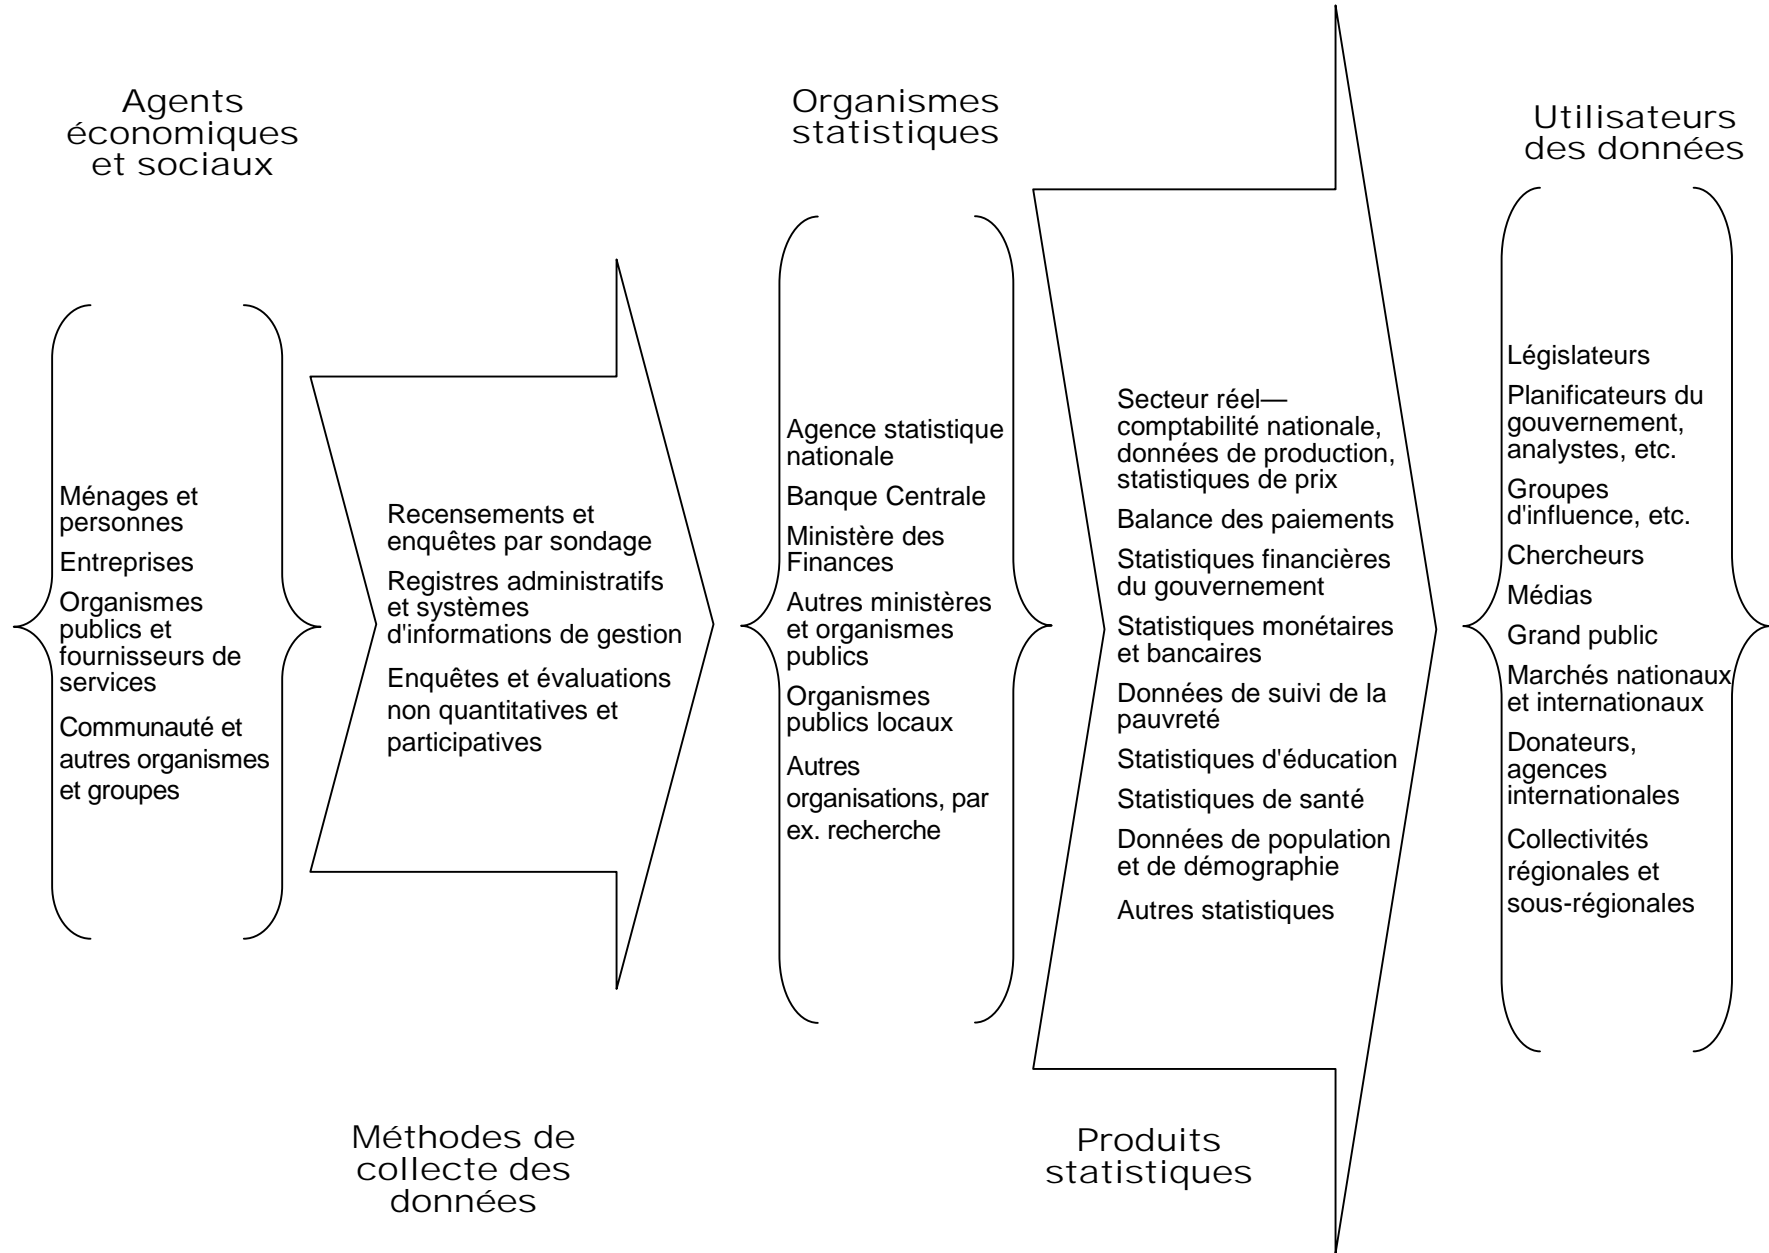 Agents
économiques
et sociaux
Ménages et
personnes
Entreprises
Organismes
publics et
fournisseurs de
services
Communauté et
autres organismes
et groupes
Méthodes de
collecte des
données
Recensements et
enquêtes par sondage
Registres administratifs
et systèmes
d'informations de gestion
Enquêtes et évaluations
non quantitatives et
participatives
Organismes
statistiques
Agence statistique
nationale
Banque Centrale
Ministère des
Finances
Autres ministères
et organismes
publics
Organismes
publics locaux
Autres
organisations, par
ex. recherche
Produits
statistiques
Secteur réel—
comptabilité nationale,
données de production,
statistiques de prix
Balance des paiements
Statistiques financières
du gouvernement
Statistiques monétaires
et bancaires
Données de suivi de la
pauvreté
Statistiques d'éducation
Statistiques de santé
Données de population
et de démographie
Autres statistiques
Utilisateurs
des données
Législateurs
Planificateurs du
gouvernement,
analystes, etc.
Groupes
d'influence, etc.
Chercheurs
Médias
Grand public
Marchés nationaux
et internationaux
Donateurs,
agences
internationales
Collectivités
régionales et
sous-régionales